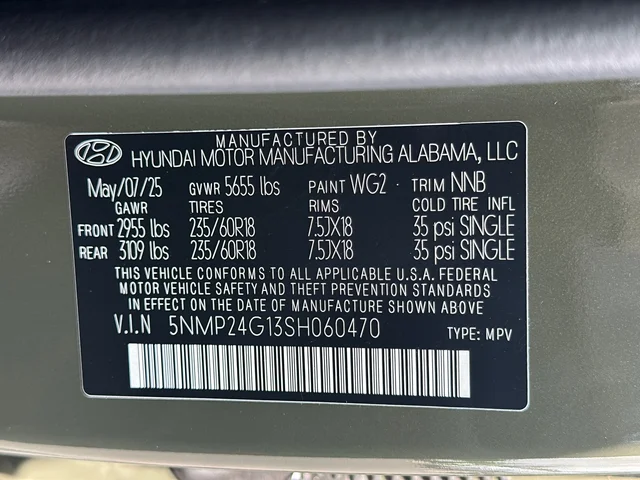 MANUFACTURED BY
HYUNDAI MOTOR MANUFACTURING ALABAMA, LLC
May/07/25 GVWR 5655 lbs PAINT WG2 TRIM NNB
GAWR TIRES RIMS COLD TIRE INFL
FRONT 2955 lbs 235/60R18 7.5JX18 35 psi SINGLE
REAR 3109 lbs 235/60R18 7.5JX18 35 psi SINGLE
THIS VEHICLE CONFORMS TO ALL APPLICABLE U.S.A. FEDERAL
MOTOR VEHICLE SAFETY AND THEFT PREVENTION STANDARDS
IN EFFECT ON THE DATE OF MANUFACTURE SHOWN ABOVE
V.I.N 5NMP24G13SH060470 TYPE: MPV